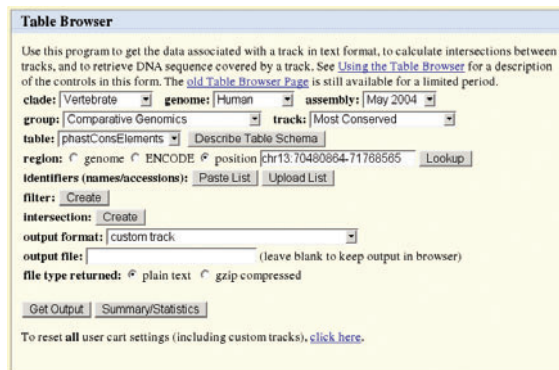 Table Browser
Use this program to get the data associated with a track in text format, to calculate intersections between
tracks, and to retrieve DNA sequence covered by a track. See Using the Table Browser for a description
of the controls in this form. The old Table Browser Page is still available for a limited period.
clade: Vertebrate genome: Human assembly: May 2004
group: Comparative Genomics track: Most Conserved
table: phastConsElements Describe Table Schema
region: genome ENCODE position chr13:70480864-71768565 Lookup
identifiers (names/accessions): Paste List Upload List
filter: Create
intersection: Create
output format: custom track
output file: (leave blank to keep output in browser)
file type returned: plain text gzip compressed
Get Output Summary/Statistics
To reset all user cart settings (including custom tracks), click here.